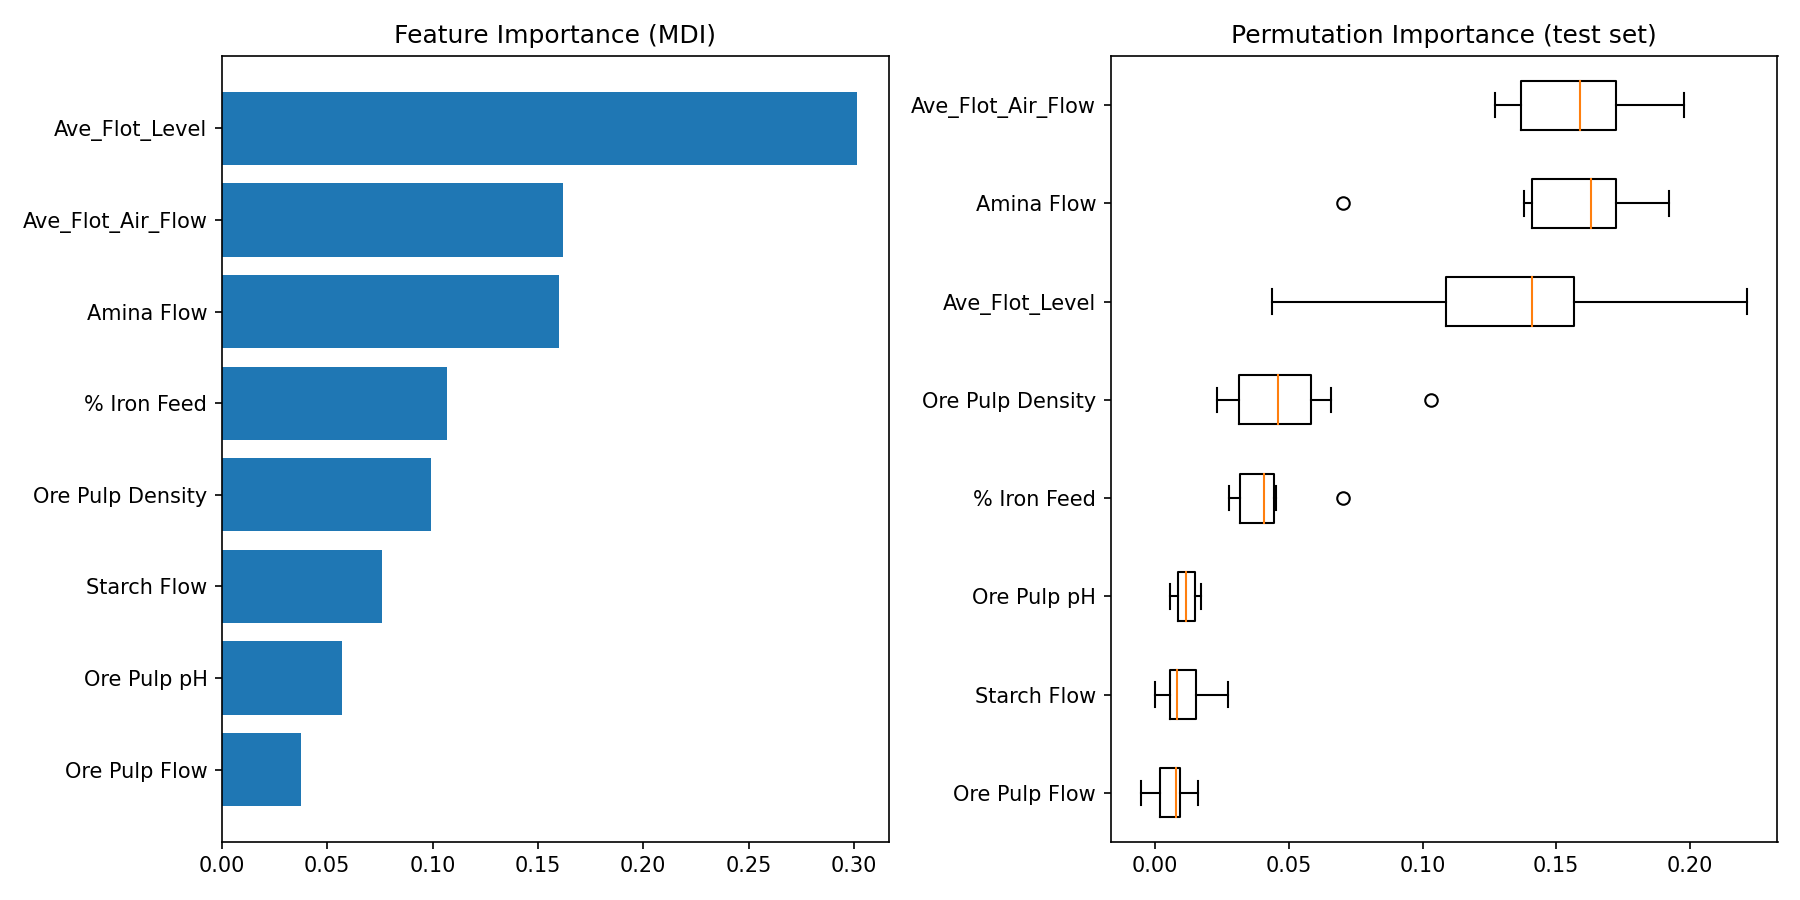 Feature Importance (MDI)
Ave_Flot_Level
Ave_Flot_Air_Flow
Amina Flow
% Iron Feed
Ore Pulp Density
Starch Flow
Ore Pulp pH
Ore Pulp Flow
0.00 0.05 0.10 0.15 0.20 0.25 0.30
Permutation Importance (test set)
Ave_Flot_Air_Flow
Amina Flow
Ave_Flot_Level
Ore Pulp Density
% Iron Feed
Ore Pulp pH
Starch Flow
Ore Pulp Flow
0.00 0.05 0.10 0.15 0.20